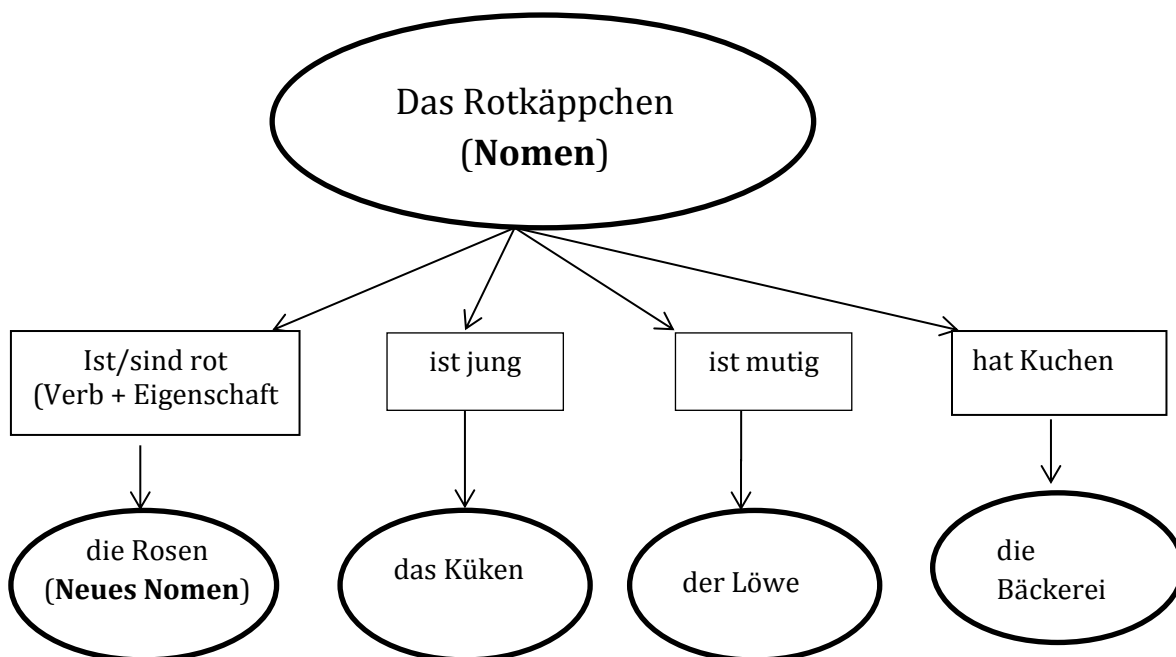 Das Rotkäppchen
(Nomen)
Ist/sind rot
(Verb + Eigenschaft
ist jung
ist mutig
hat Kuchen
die Rosen
(Neues Nomen)
das Küken
der Löwe
die
Bäckerei